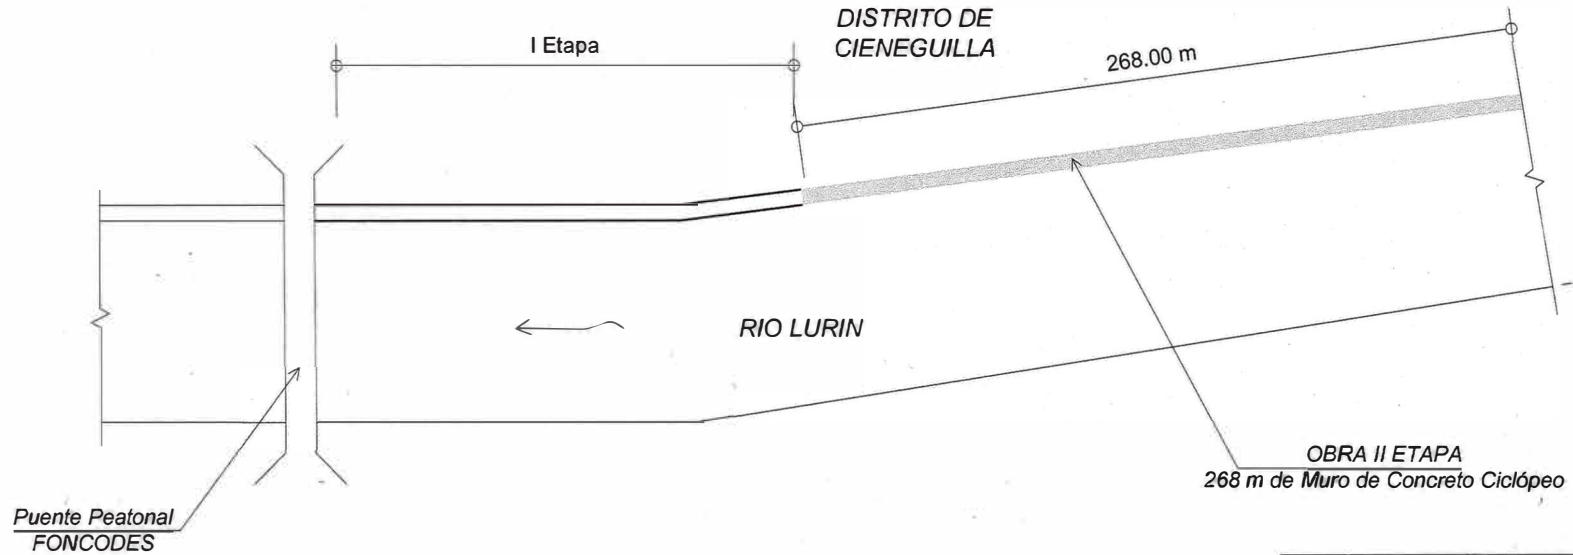 DISTRITO DE
CIENEGUILLA
I Etapa
268.00 m
RIO LURIN
OBRA II ETAPA
268 m de Muro de Concreto Ciclópeo
Puente Peatonal
FONCODES